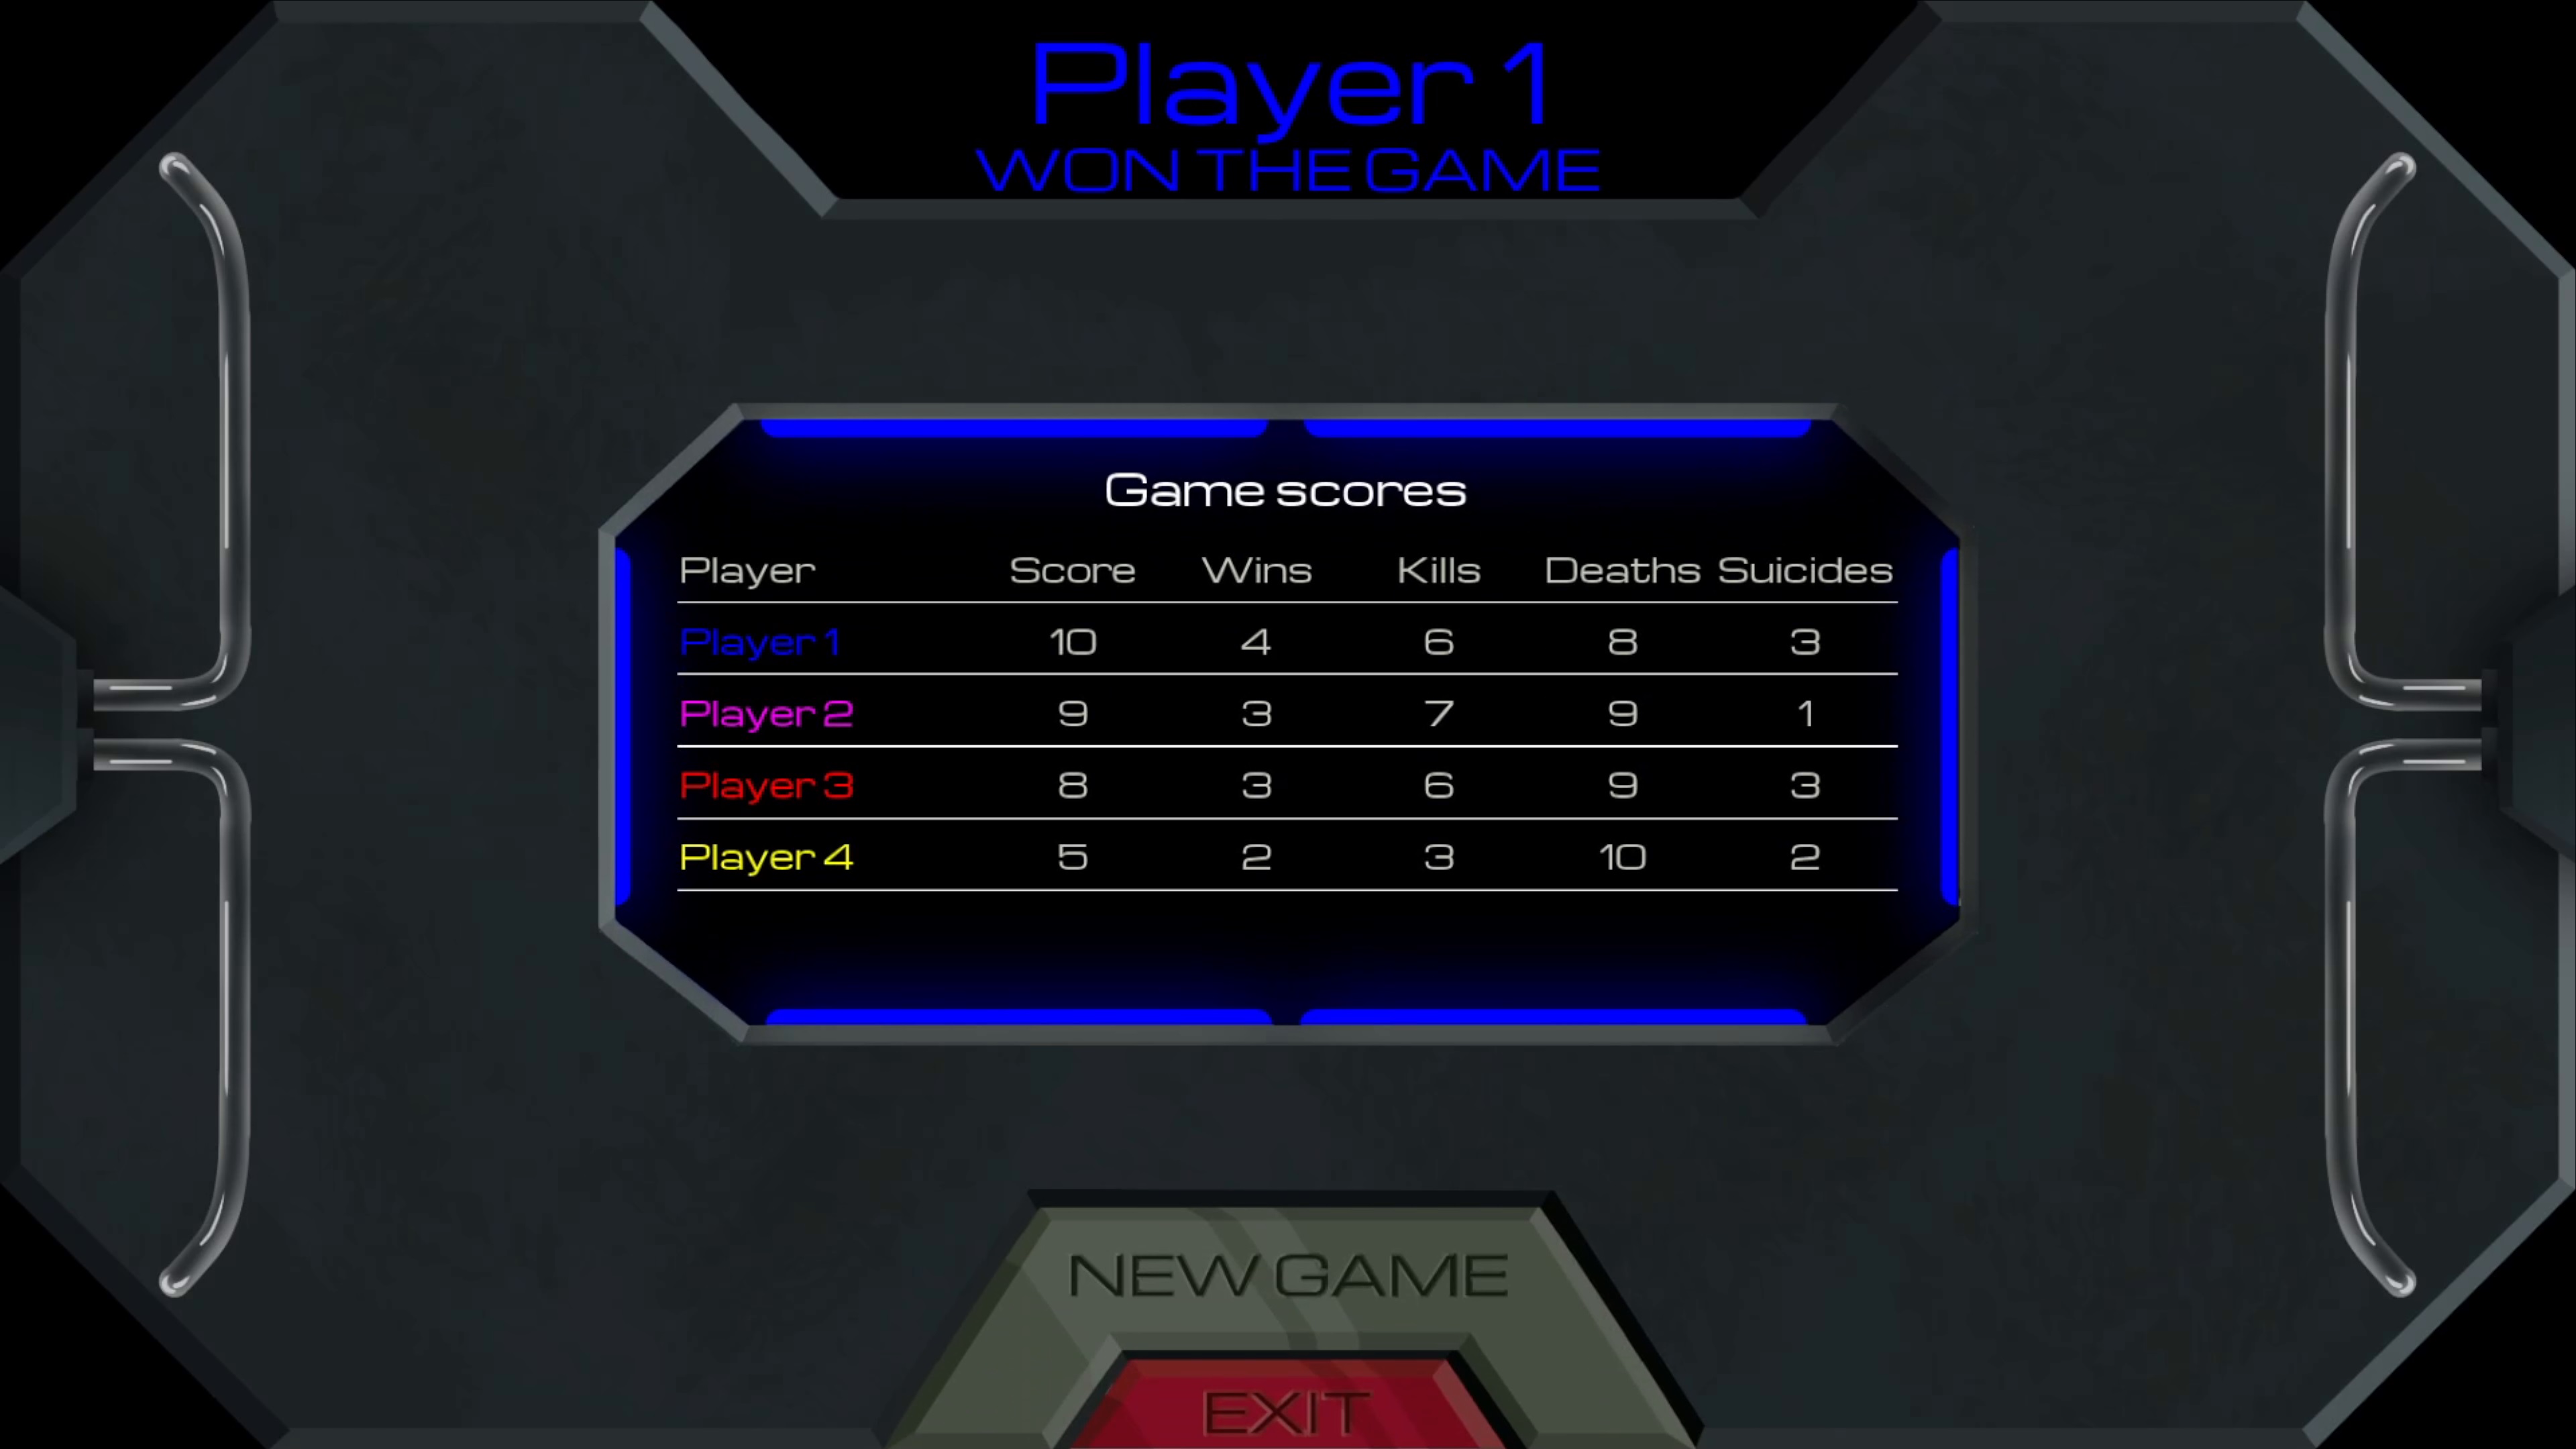 Player 1
WON THE GAME
Game scores
Player Score Wins Kills Deaths Suicides
Player 1 10 4 6 8 3
Player 2 9 3 7 9 1
Player 3 8 3 6 9 3
Player 4 5 2 3 10 2
NEW GAME
EXIT